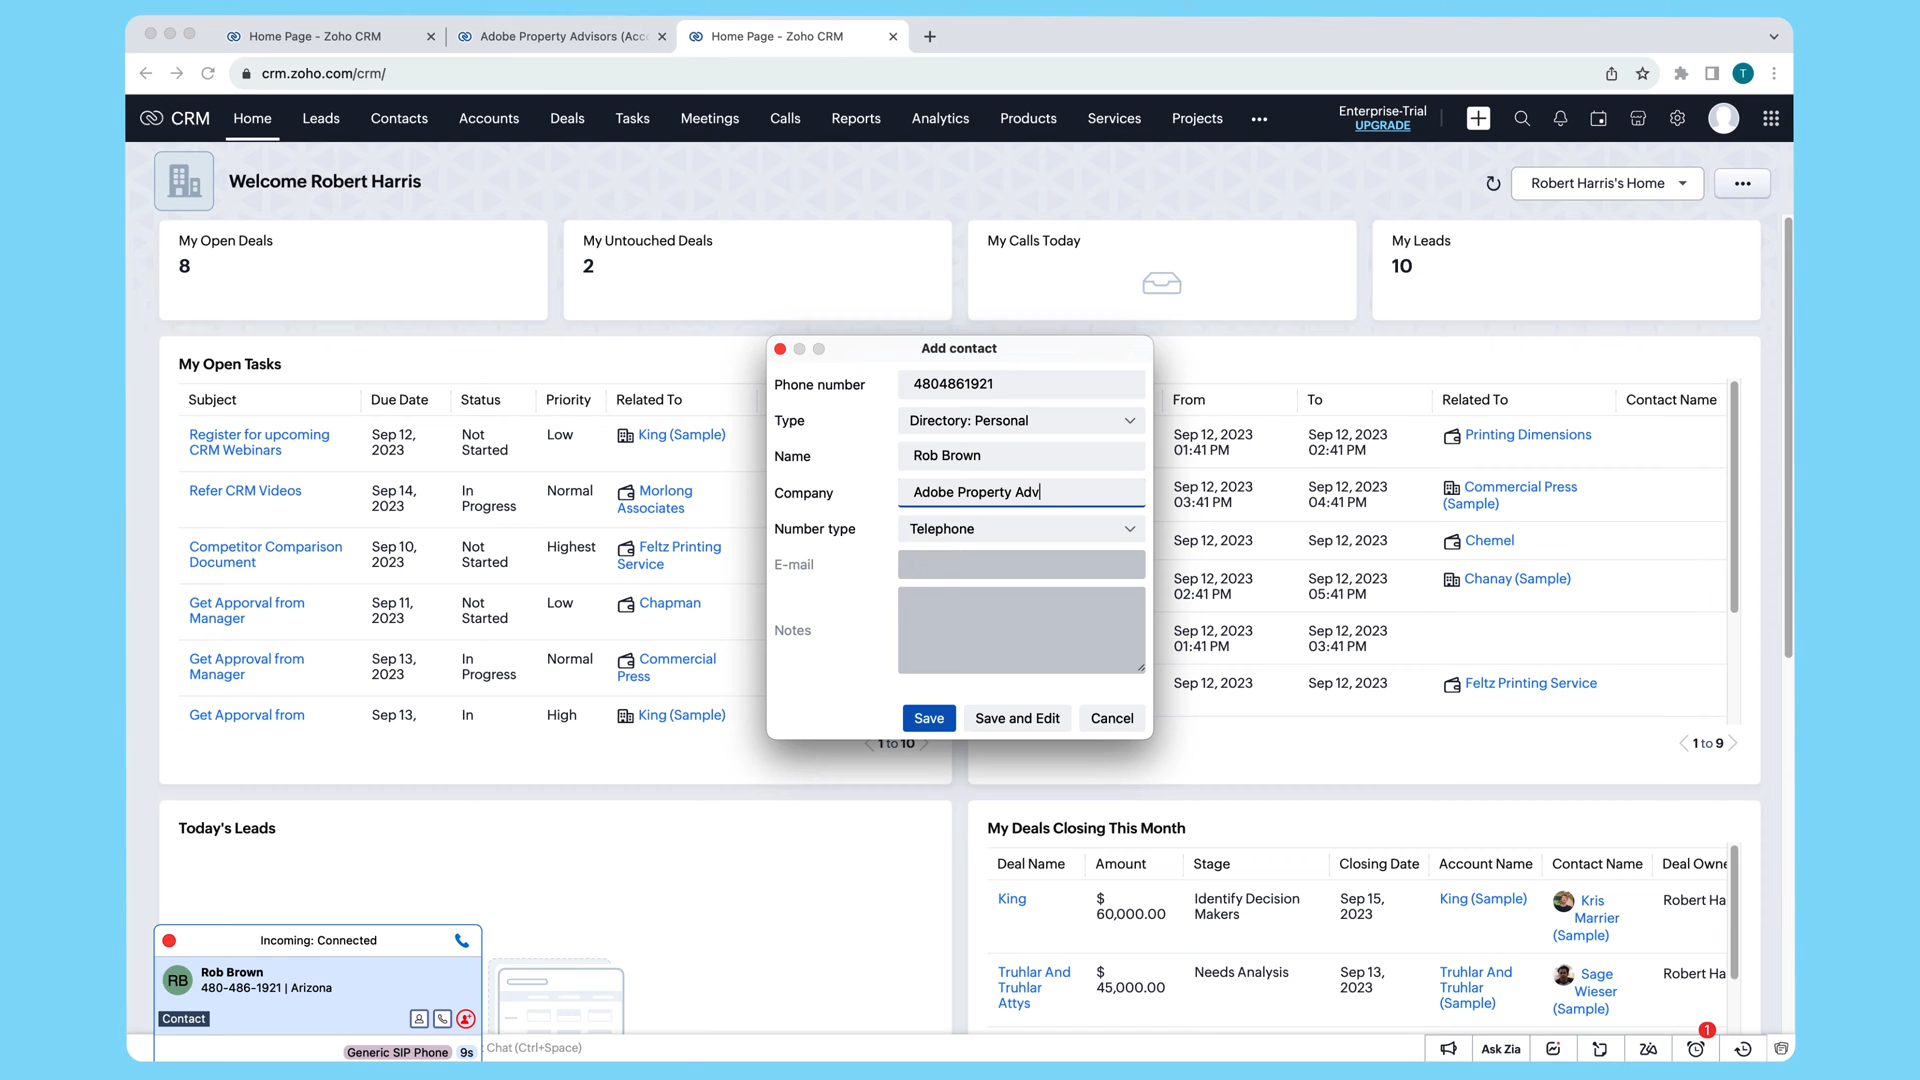 Home Page - Zoho CRM
Adobe Property Advisors (Acc
Home Page - Zoho CRM
crm.zoho.com/crm/
T
CRM
Home
Leads
Contacts
Accounts
Deals
Tasks
Meetings
Calls
Reports
Analytics
Products
Services
Projects
Enterprise-Trial
UPGRADE
Welcome Robert Harris
Robert Harris's Home
My Open Deals
8
My Untouched Deals
2
My Calls Today
My Leads
10
My Open Tasks
Subject Due Date Status Priority Related To
Register for upcoming CRM Webinars Sep 12, 2023 Not Started Low King (Sample)
Refer CRM Videos Sep 14, 2023 In Progress Normal Morlong Associates
Competitor Comparison Document Sep 10, 2023 Not Started Highest Feltz Printing Service
Get Apporval from Manager Sep 11, 2023 Not Started Low Chapman
Get Approval from Manager Sep 13, 2023 In Progress Normal Commercial Press
Get Apporval from Sep 13, In High King (Sample)
1 to 10
Add contact
Phone number 4804861921
Type Directory: Personal
Name Rob Brown
Company Adobe Property Adv
Number type Telephone
E-mail
Notes
Save Save and Edit Cancel
From To Related To Contact Name
Sep 12, 2023 01:41 PM Sep 12, 2023 02:41 PM Printing Dimensions
Sep 12, 2023 03:41 PM Sep 12, 2023 04:41 PM Commercial Press (Sample)
Sep 12, 2023 Sep 12, 2023 Chemel
Sep 12, 2023 02:41 PM Sep 12, 2023 05:41 PM Chanay (Sample)
Sep 12, 2023 01:41 PM Sep 12, 2023 03:41 PM
Sep 12, 2023 Sep 12, 2023 Feltz Printing Service
1 to 9
Today's Leads
My Deals Closing This Month
Deal Name Amount Stage Closing Date Account Name Contact Name Deal Owne
King $ 60,000.00 Identify Decision Makers Sep 15, 2023 King (Sample) Kris Marrier (Sample) Robert Ha
Truhlar And Truhlar Attys $ 45,000.00 Needs Analysis Sep 13, 2023 Truhlar And Truhlar (Sample) Sage Wieser (Sample) Robert Ha
Incoming: Connected
RB
Rob Brown
480-486-1921 | Arizona
Contact
Generic SIP Phone 9s
Chat (Ctrl+Space)
Ask Zia
1